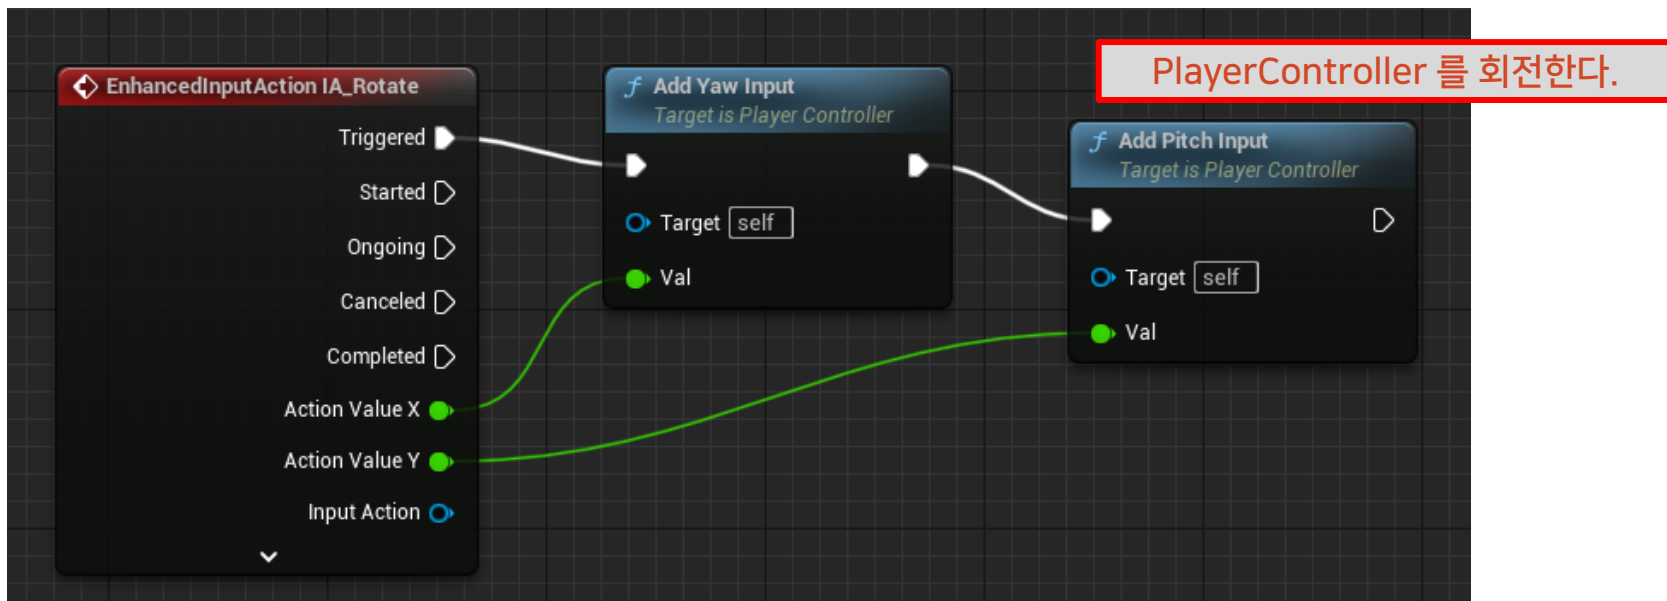 PlayerController 를 회전한다.
EnhancedInputAction IA_Rotate
Triggered
Started
Ongoing
Canceled
Completed
Action Value X
Action Value Y
Input Action
Add Yaw Input
Target is Player Controller
Target self
Val
Add Pitch Input
Target is Player Controller
Target self
Val